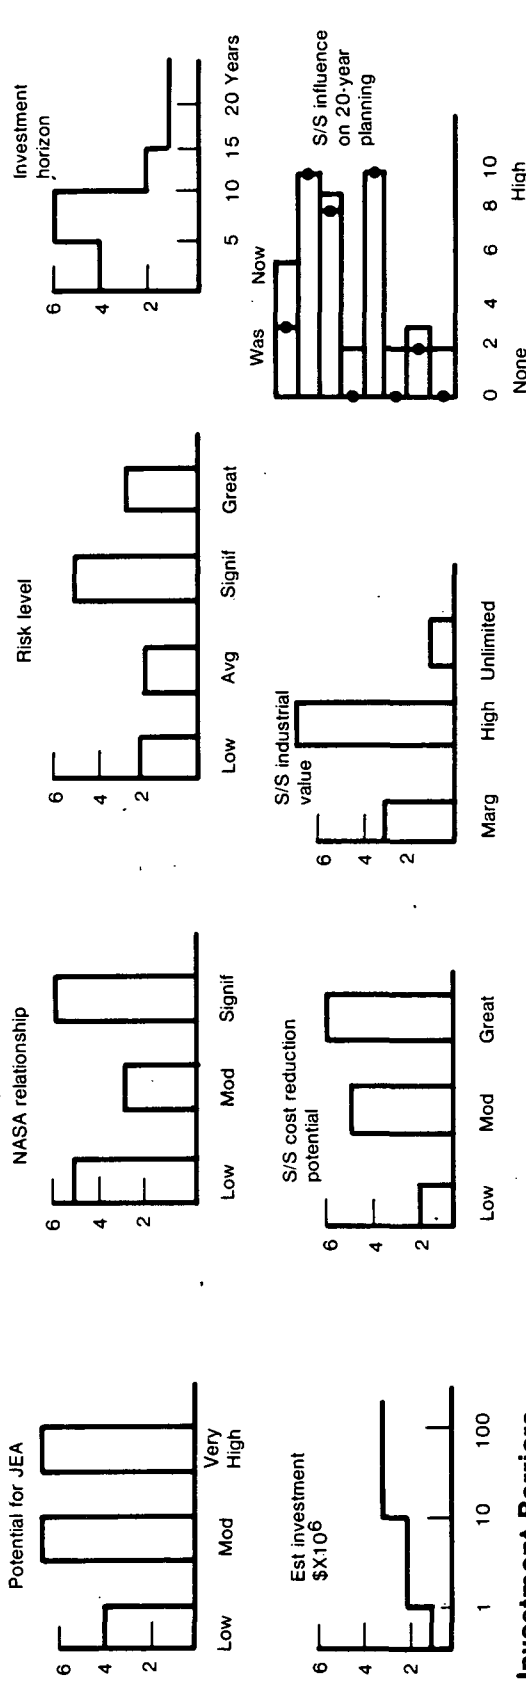 Potential for JEA
6
4
2
Low
Mod
Very
High
NASA relationship
6
4
2
Low
Mod
Signif
Risk level
6
4
2
Low
Avg
Signif
Great
Investment
horizon
6
4
2
5
10
15
20 Years
Est investment
$X10⁶
6
4
2
1
10
100
S/S cost reduction
potential
6
4
2
Low
Mod
Great
S/S industrial
value
6
4
2
Marg
High
Unlimited
Was
Now
S/S influence
on 20-year
planning
0
2
4
6
8
10
None
High
Investment Barriers